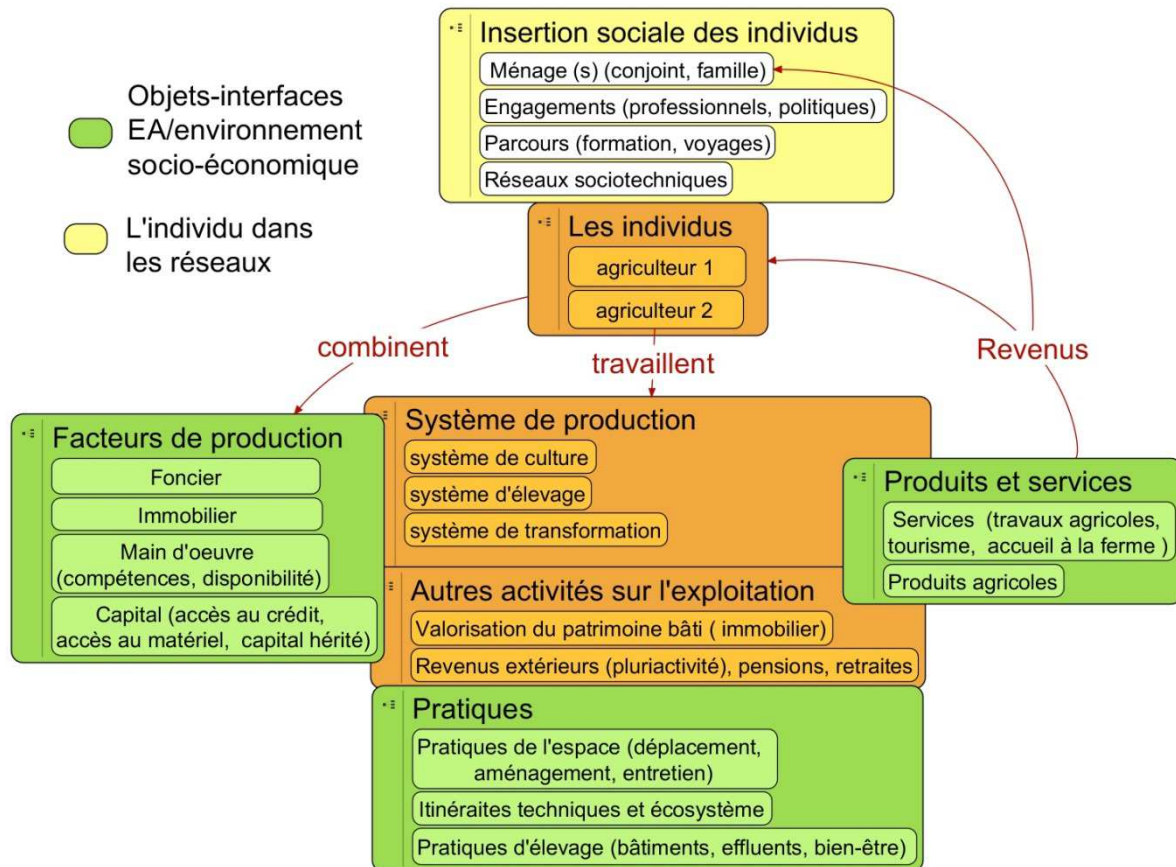 Insertion sociale des individus
Ménage (s) (conjoint, famille)
Engagements (professionnels, politiques)
Parcours (formation, voyages)
Réseaux sociotechniques
Objets-interfaces
EA/environnement
socio-économique
L'individu dans
les réseaux
Les individus
agriculteur 1
agriculteur 2
combinent
travaillent
Revenus
Facteurs de production
Foncier
Immobilier
Main d'oeuvre
(compétences, disponibilité)
Capital (accès au crédit,
accès au matériel, capital hérité)
Système de production
système de culture
système d'élevage
système de transformation
Produits et services
Services (travaux agricoles,
tourisme, accueil à la ferme )
Produits agricoles
Autres activités sur l'exploitation
Valorisation du patrimoine bâti ( immobilier)
Revenus extérieurs (pluriactivité), pensions, retraites
Pratiques
Pratiques de l'espace (déplacement,
aménagement, entretien)
Itinéraites techniques et écosystème
Pratiques d'élevage (bâtiments, effluents, bien-être)